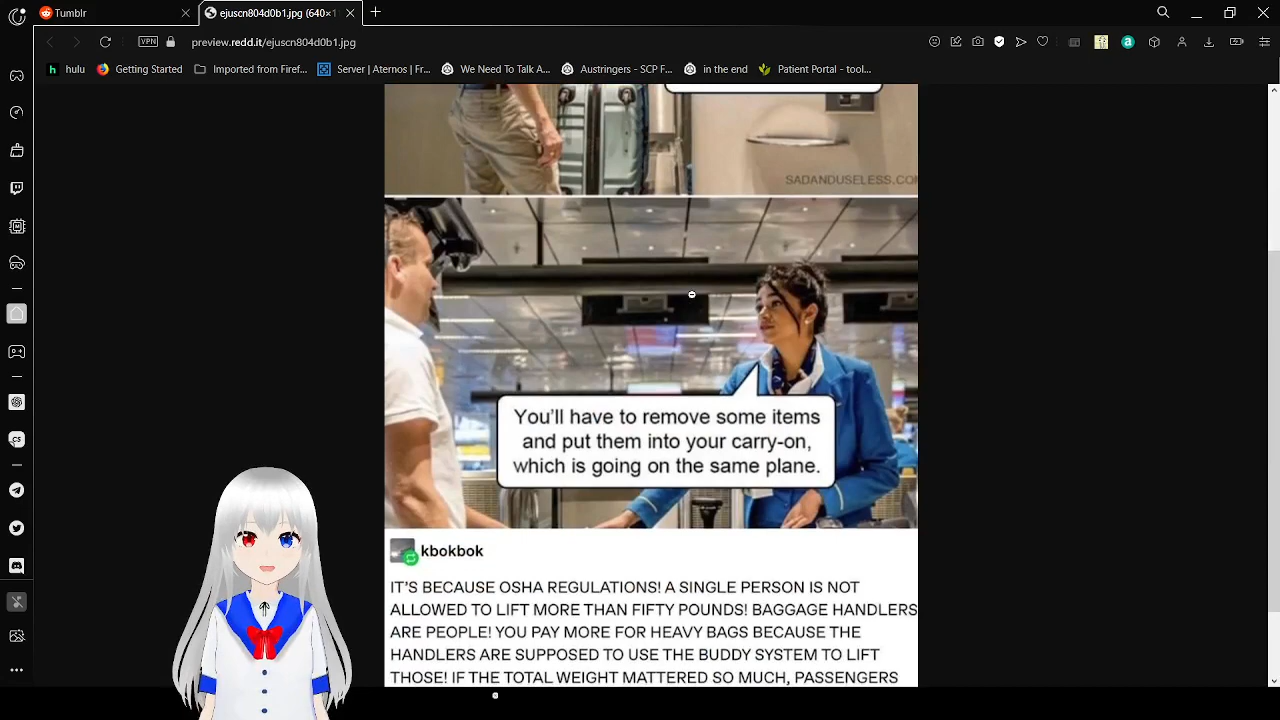 Tumblr
ejuscn804d0b1.jpg (640×1
VPN
preview.redd.it/ejuscn804d0b1.jpg
h hulu
Getting Started
Imported from Firef...
Server | Aternos | Fr...
We Need To Talk A...
Austringers - SCP F...
in the end
Patient Portal - tool...
SADANDUSELESS.CO
You'll have to remove some items
and put them into your carry-on,
which is going on the same plane.
kbokbok
IT'S BECAUSE OSHA REGULATIONS! A SINGLE PERSON IS NOT
ALLOWED TO LIFT MORE THAN FIFTY POUNDS! BAGGAGE HANDLERS
ARE PEOPLE! YOU PAY MORE FOR HEAVY BAGS BECAUSE THE
HANDLERS ARE SUPPOSED TO USE THE BUDDY SYSTEM TO LIFT
THOSE! IF THE TOTAL WEIGHT MATTERED SO MUCH, PASSENGERS